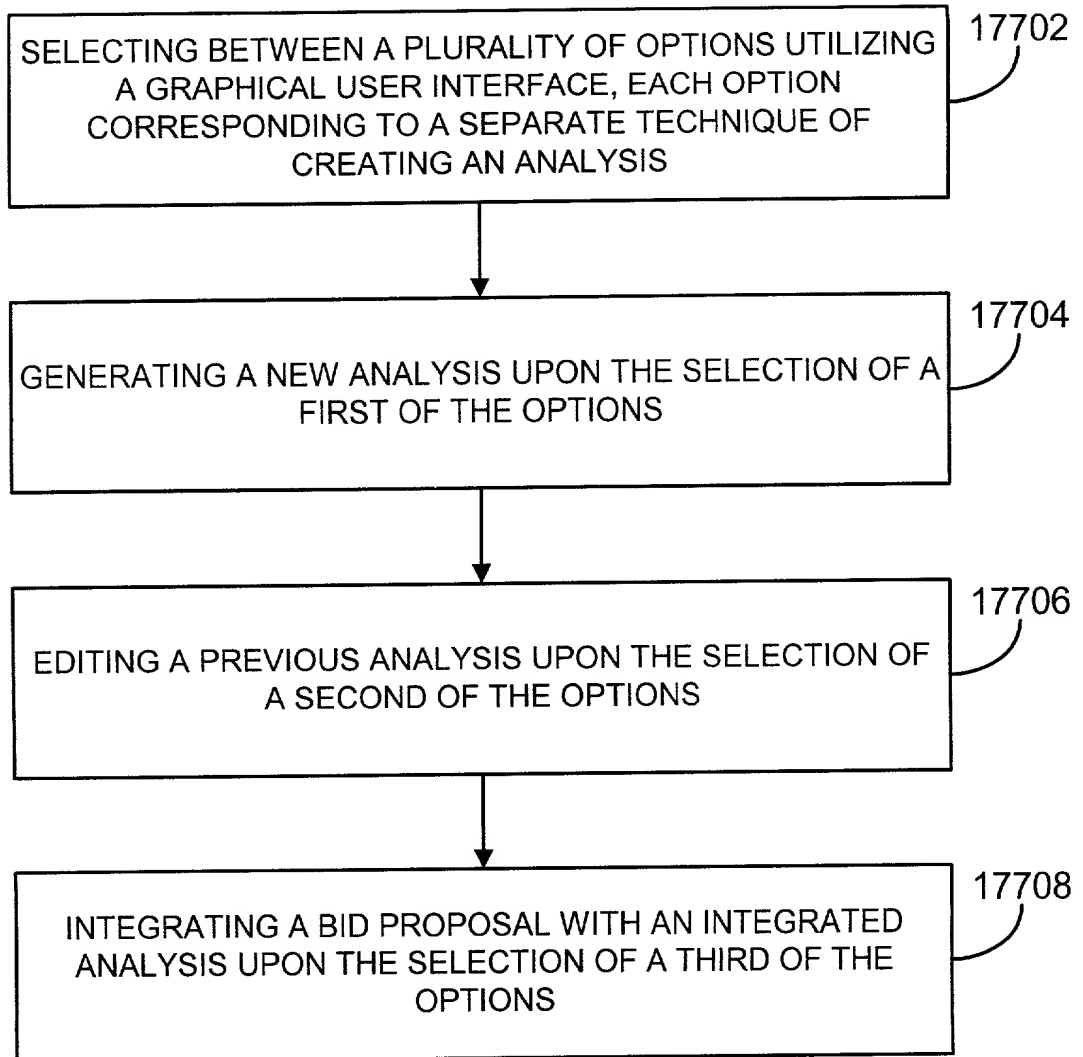 17702
SELECTING BETWEEN A PLURALITY OF OPTIONS UTILIZING
A GRAPHICAL USER INTERFACE, EACH OPTION
CORRESPONDING TO A SEPARATE TECHNIQUE OF
CREATING AN ANALYSIS
17704
GENERATING A NEW ANALYSIS UPON THE SELECTION OF A
FIRST OF THE OPTIONS
17706
EDITING A PREVIOUS ANALYSIS UPON THE SELECTION OF
A SECOND OF THE OPTIONS
17708
INTEGRATING A BID PROPOSAL WITH AN INTEGRATED
ANALYSIS UPON THE SELECTION OF A THIRD OF THE
OPTIONS